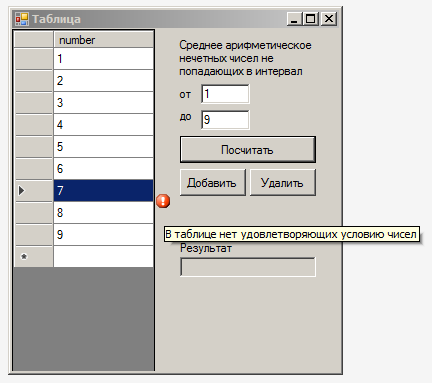 Таблица
number
1
2
3
4
5
6
7
8
9
*
Среднее арифметическое
нечетных чисел не
попадающих в интервал
от 1
до 9
Посчитать
Добавить Удалить
В таблице нет удовлетворяющих условию чисел
Результат